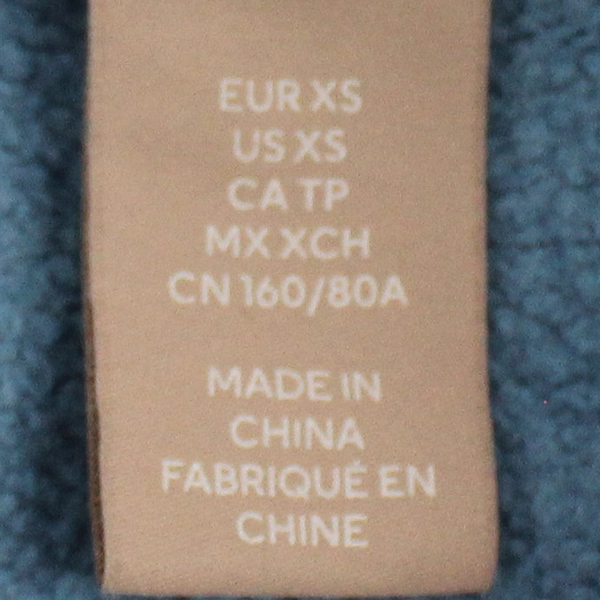 EUR XS
US XS
CA TP
MX XCH
CN 160/80A
MADE IN
CHINA
FABRIQUÉ EN
CHINE